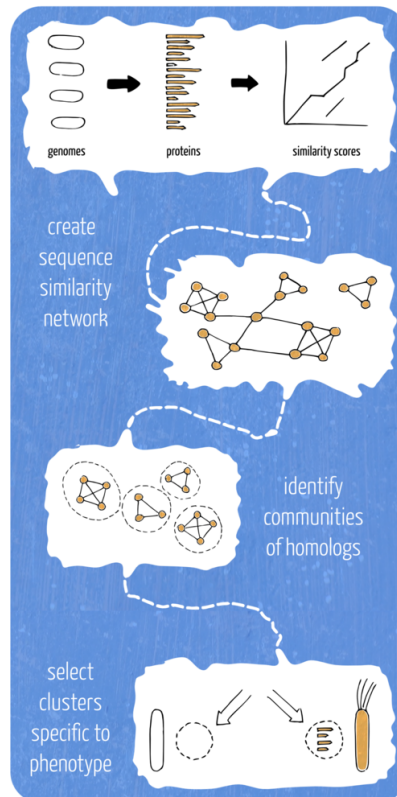 genomes proteins similarity scores
create
sequence
similarity
network
identify
communities
of homologs
select
clusters
specific to
phenotype